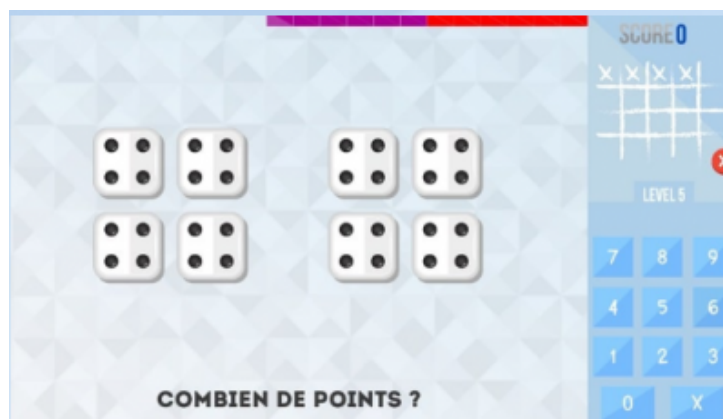 SCORE 0
X X X X
X
LEVEL 5
7 8 9
4 5 6
1 2 3
0 X
COMBIEN DE POINTS ?